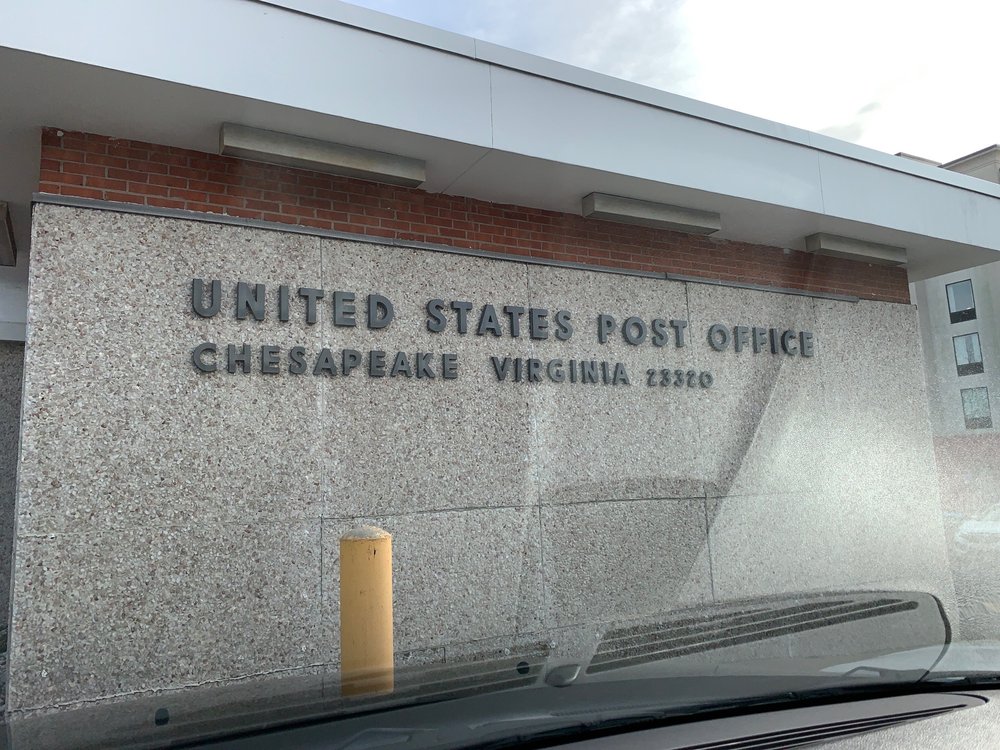 UNITED STATES POST OFFICE
CHESAPEAKE VIRGINIA 23320